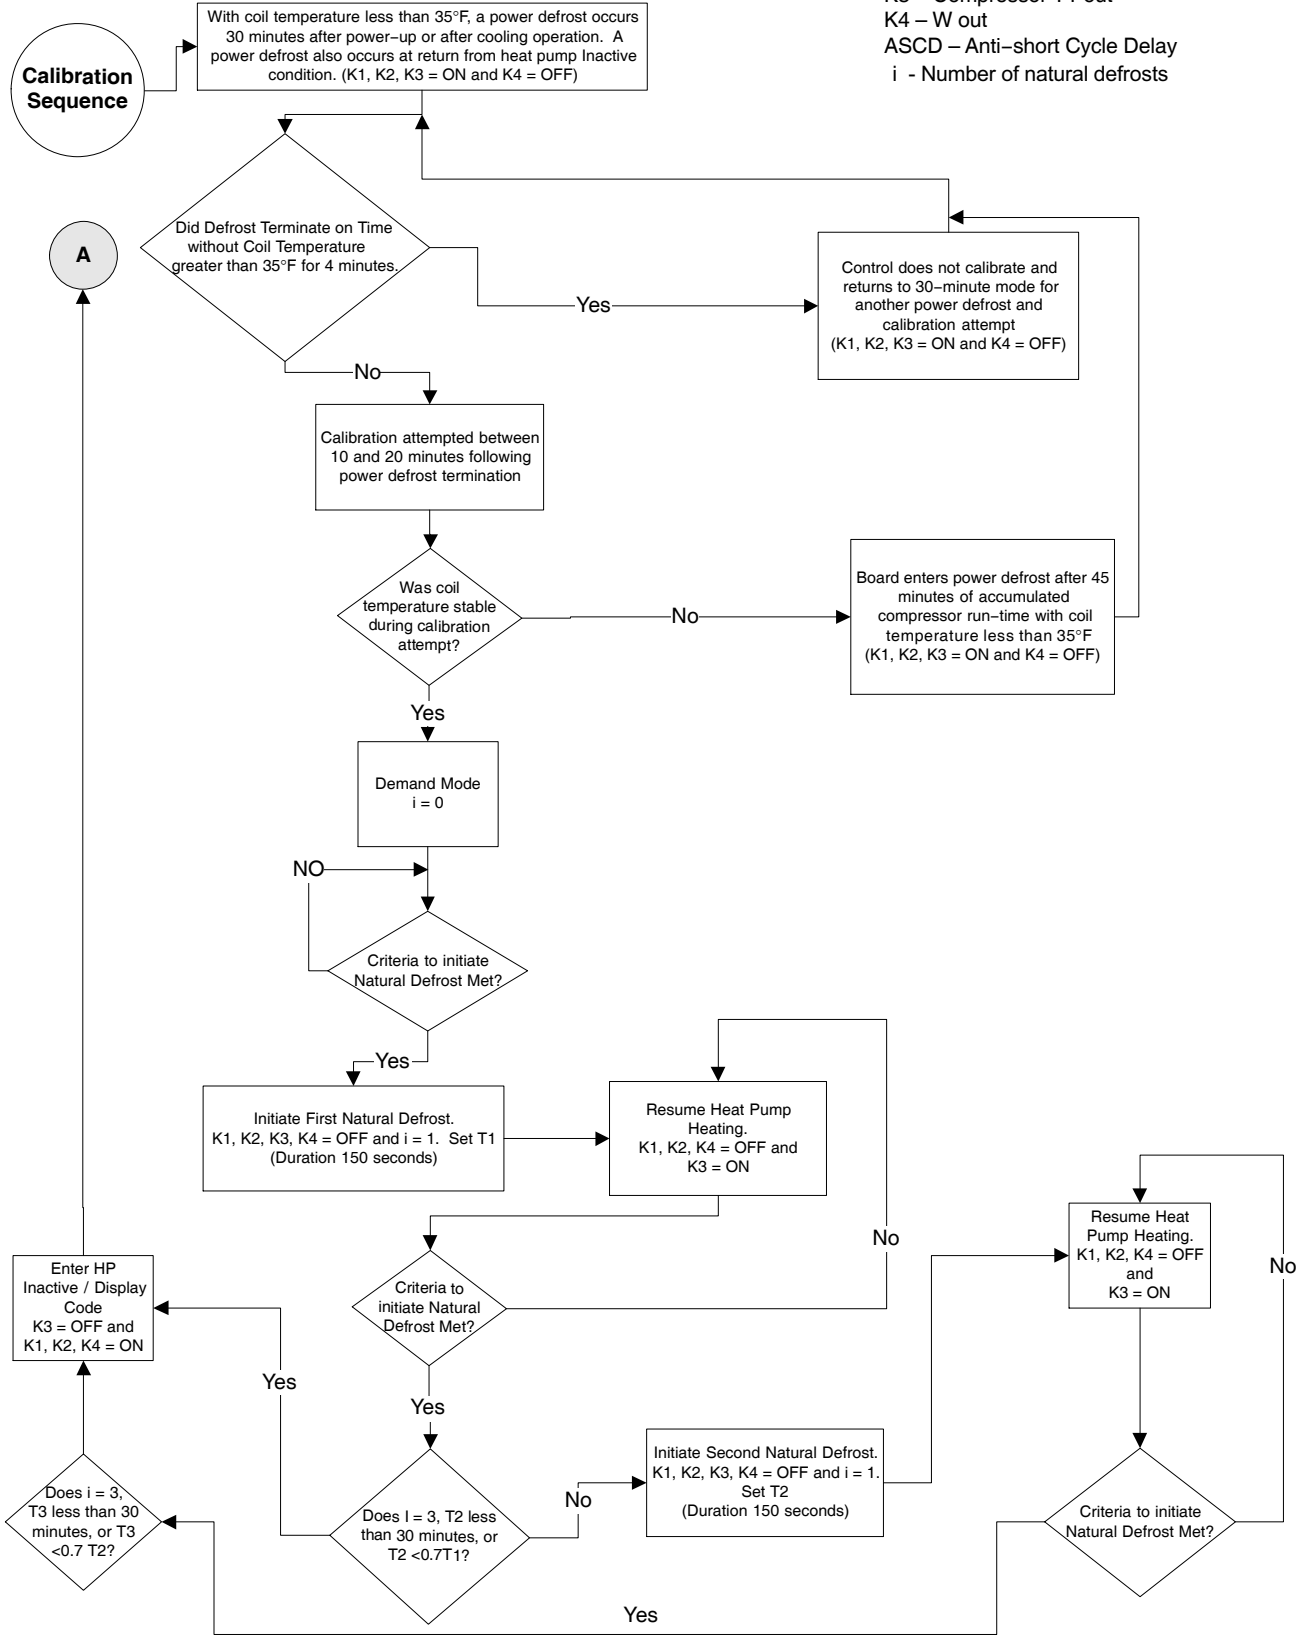 With coil temperature less than 35°F, a power defrost occurs
30 minutes after power–up or after cooling operation. A
power defrost also occurs at return from heat pump Inactive
condition. (K1, K2, K3 = ON and K4 = OFF)
K4 – W out
ASCD – Anti–short Cycle Delay
i - Number of natural defrosts
Calibration
Sequence
Did Defrost Terminate on Time
without Coil Temperature
greater than 35°F for 4 minutes.
A
Yes
Control does not calibrate and
returns to 30–minute mode for
another power defrost and
calibration attempt
(K1, K2, K3 = ON and K4 = OFF)
No
Calibration attempted between
10 and 20 minutes following
power defrost termination
Was coil
temperature stable
during calibration
attempt?
No
Board enters power defrost after 45
minutes of accumulated
compressor run–time with coil
temperature less than 35°F
(K1, K2, K3 = ON and K4 = OFF)
Yes
Demand Mode
i = 0
NO
Criteria to initiate
Natural Defrost Met?
Yes
Initiate First Natural Defrost.
K1, K2, K3, K4 = OFF and i = 1. Set T1
(Duration 150 seconds)
Resume Heat Pump
Heating.
K1, K2, K4 = OFF and
K3 = ON
No
Resume Heat
Pump Heating.
K1, K2, K4 = OFF
and
K3 = ON
No
Enter HP
Inactive / Display
Code
K3 = OFF and
K1, K2, K4 = ON
Criteria to
initiate Natural
Defrost Met?
Yes
Yes
Does i = 3,
T3 less than 30
minutes, or T3
<0.7 T2?
Does I = 3, T2 less
than 30 minutes, or
T2 <0.7T1?
No
Initiate Second Natural Defrost.
K1, K2, K3, K4 = OFF and i = 1.
Set T2
(Duration 150 seconds)
Criteria to initiate
Natural Defrost Met?
Yes